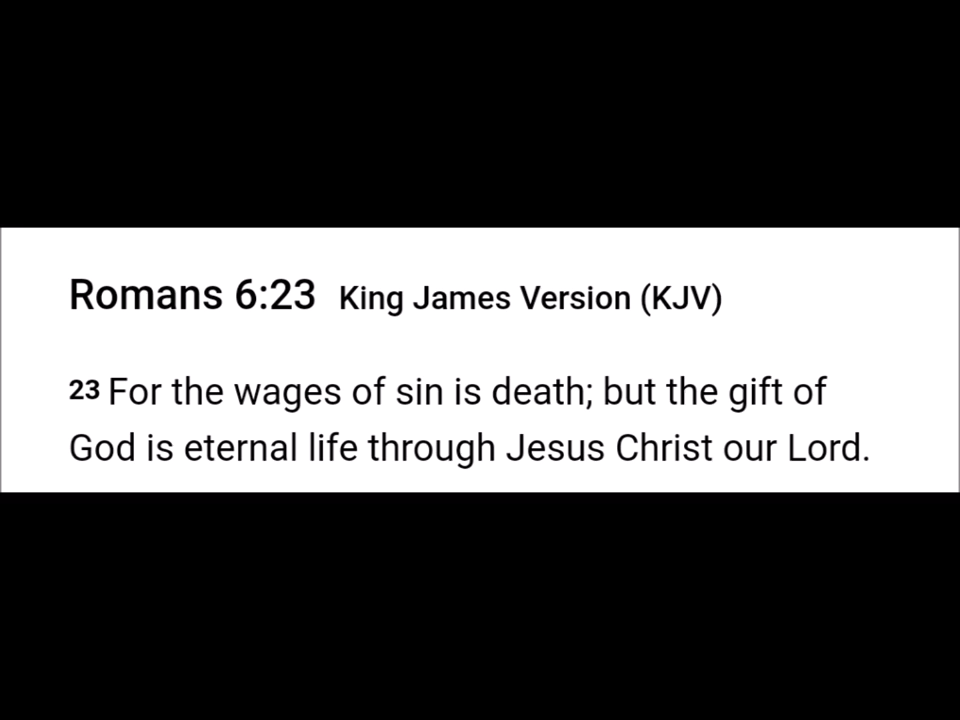 Romans 6:23 King James Version (KJV)
23 For the wages of sin is death; but the gift of
God is eternal life through Jesus Christ our Lord.